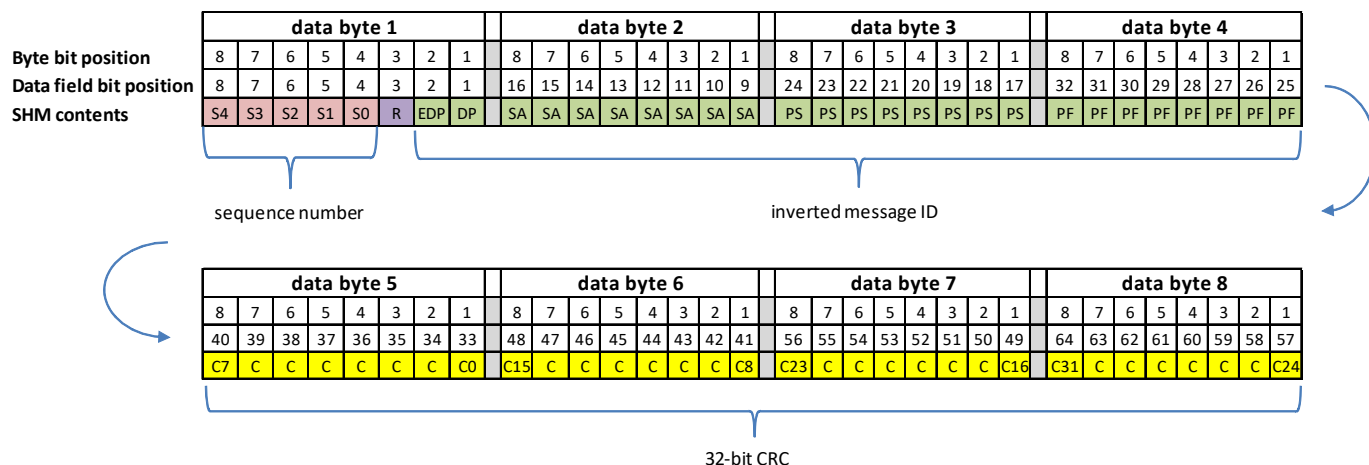 data byte 1 data byte 2 data byte 3 data byte 4
Byte bit position 8 7 6 5 4 3 2 1 8 7 6 5 4 3 2 1 8 7 6 5 4 3 2 1 8 7 6 5 4 3 2 1
Data field bit position 8 7 6 5 4 3 2 1 16 15 14 13 12 11 10 9 24 23 22 21 20 19 18 17 32 31 30 29 28 27 26 25
SHM contents S4 S3 S2 S1 S0 R EDP DP SA SA SA SA SA SA SA SA PS PS PS PS PS PS PS PS PF PF PF PF PF PF PF PF
sequence number inverted message ID
data byte 5 data byte 6 data byte 7 data byte 8
8 7 6 5 4 3 2 1 8 7 6 5 4 3 2 1 8 7 6 5 4 3 2 1 8 7 6 5 4 3 2 1
40 39 38 37 36 35 34 33 48 47 46 45 44 43 42 41 56 55 54 53 52 51 50 49 64 63 62 61 60 59 58 57
C7 C C C C C C C0 C15 C C C C C C C8 C23 C C C C C C C16 C31 C C C C C C C24
32-bit CRC